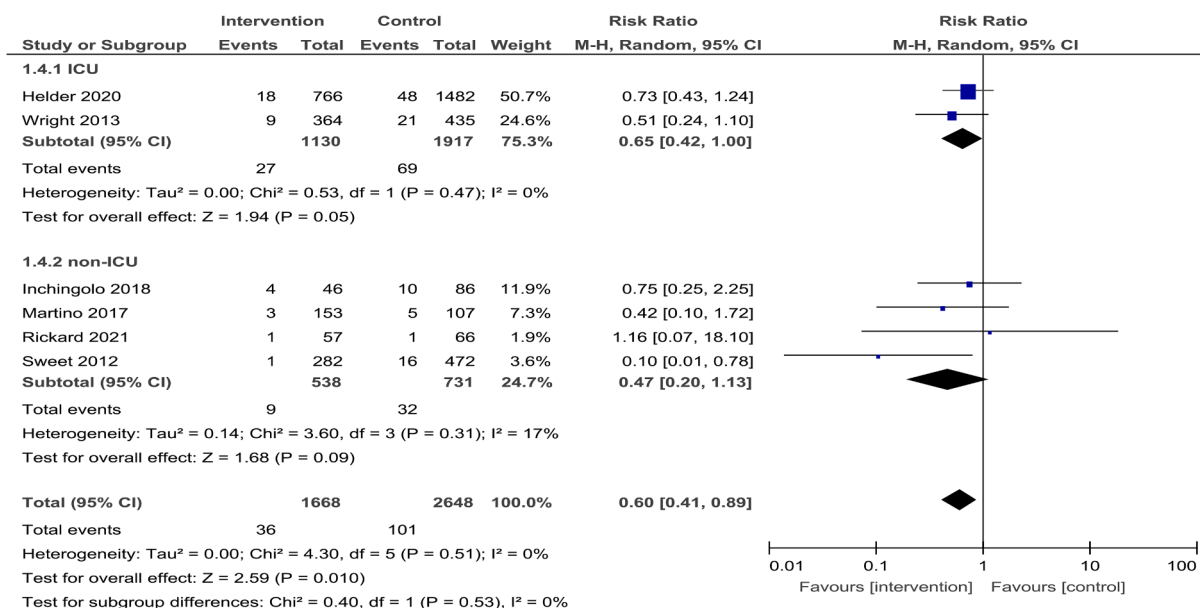 Intervention Control Risk Ratio Risk Ratio
Study or Subgroup Events Total Events Total Weight M-H, Random, 95% CI M-H, Random, 95% CI
1.4.1 ICU
Helder 2020 18 766 48 1482 50.7% 0.73 [0.43, 1.24]
Wright 2013 9 364 21 435 24.6% 0.51 [0.24, 1.10]
Subtotal (95% CI) 1130 1917 75.3% 0.65 [0.42, 1.00]
Total events 27 69
Heterogeneity: Tau² = 0.00; Chi² = 0.53, df = 1 (P = 0.47); I² = 0%
Test for overall effect: Z = 1.94 (P = 0.05)
1.4.2 non-ICU
Inchingolo 2018 4 46 10 86 11.9% 0.75 [0.25, 2.25]
Martino 2017 3 153 5 107 7.3% 0.42 [0.10, 1.72]
Rickard 2021 1 57 1 66 1.9% 1.16 [0.07, 18.10]
Sweet 2012 1 282 16 472 3.6% 0.10 [0.01, 0.78]
Subtotal (95% CI) 538 731 24.7% 0.47 [0.20, 1.13]
Total events 9 32
Heterogeneity: Tau² = 0.14; Chi² = 3.60, df = 3 (P = 0.31); I² = 17%
Test for overall effect: Z = 1.68 (P = 0.09)
Total (95% CI) 1668 2648 100.0% 0.60 [0.41, 0.89]
Total events 36 101
Heterogeneity: Tau² = 0.00; Chi² = 4.30, df = 5 (P = 0.51); I² = 0%
Test for overall effect: Z = 2.59 (P = 0.010)
Test for subgroup differences: Chi² = 0.40, df = 1 (P = 0.53), I² = 0%
0.01 0.1 1 10 100
Favours [intervention] Favours [control]